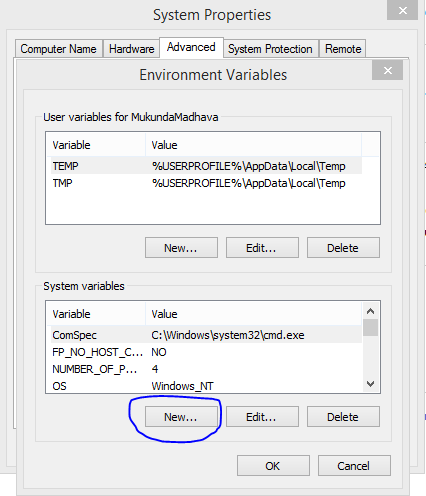 System Properties
Computer Name Hardware Advanced System Protection Remote
Environment Variables
User variables for MukundaMadhava
Variable Value
TEMP %USERPROFILE%\AppData\Local\Temp
TMP %USERPROFILE%\AppData\Local\Temp
New... Edit... Delete
System variables
Variable Value
ComSpec C:\Windows\system32\cmd.exe
FP_NO_HOST_C... NO
NUMBER_OF_P... 4
OS Windows_NT
New... Edit... Delete
OK Cancel